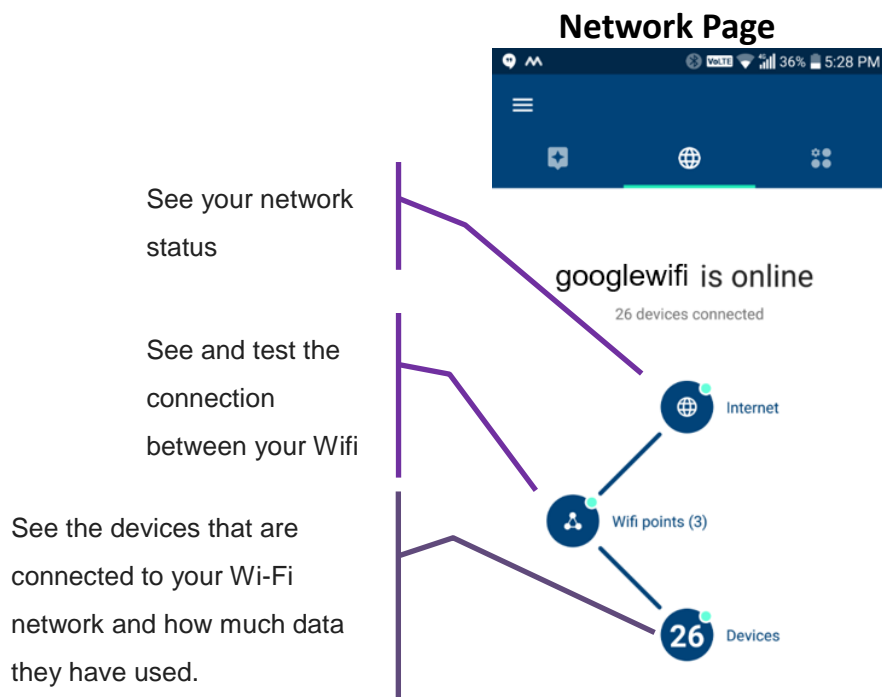 Network Page
VoLTE 36% 5:28 PM
See your network
status
googlewifi is online
26 devices connected
See and test the
connection
between your Wifi
Internet
Wifi points (3)
See the devices that are
connected to your Wi-Fi
network and how much data
they have used.
26 Devices